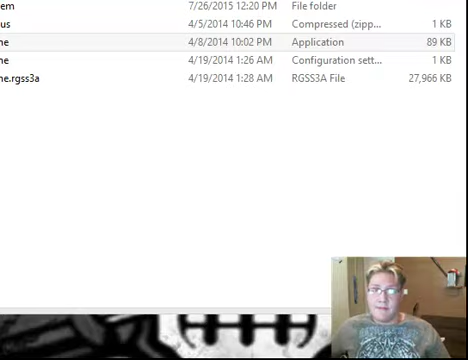 em 7/26/2015 12:20 PM File folder
us 4/5/2014 10:46 PM Compressed (zipp... 1 KB
ne 4/8/2014 10:02 PM Application 89 KB
ne 4/19/2014 1:26 AM Configuration sett... 1 KB
ne.rgss3a 4/19/2014 1:28 AM RGSS3A File 27,966 KB